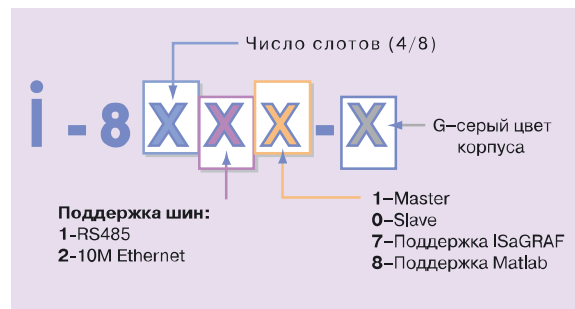 Число слотов (4/8)
i - 8 X X X - X
G–серый цвет
корпуса
Поддержка шин:
1-RS485
2-10M Ethernet
1–Master
0–Slave
7–Поддержка ISaGRAF
8–Поддержка Matlab